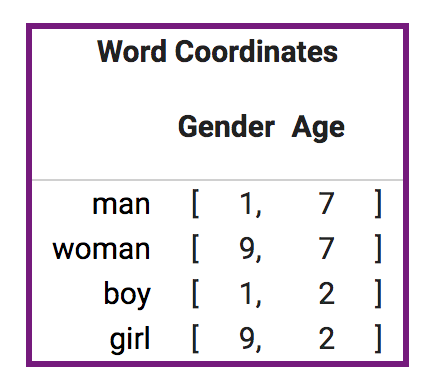 Word Coordinates
Gender Age
man [ 1, 7 ]
woman [ 9, 7 ]
boy [ 1, 2 ]
girl [ 9, 2 ]